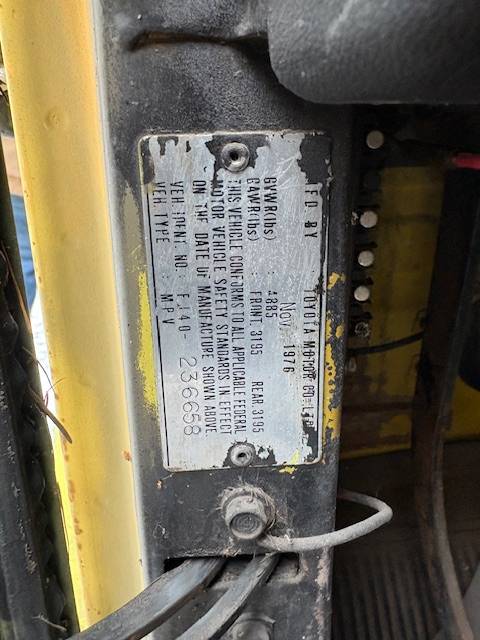 FD BY : TOYOTA MOTOR CO., LTD
Nov. 1976
GVWR(lbs) : 4885
GAWR(lbs) : FRONT 3195 REAR 3195
THIS VEHICLE CONFORMS TO ALL APPLICABLE FEDERAL
MOTOR VEHICLE SAFETY STANDARDS IN EFFECT
ON THE DATE OF MANUFACTURE SHOWN ABOVE.
VEH. IDENT. NO. FJ40-236658
VEH. TYPE : MPV